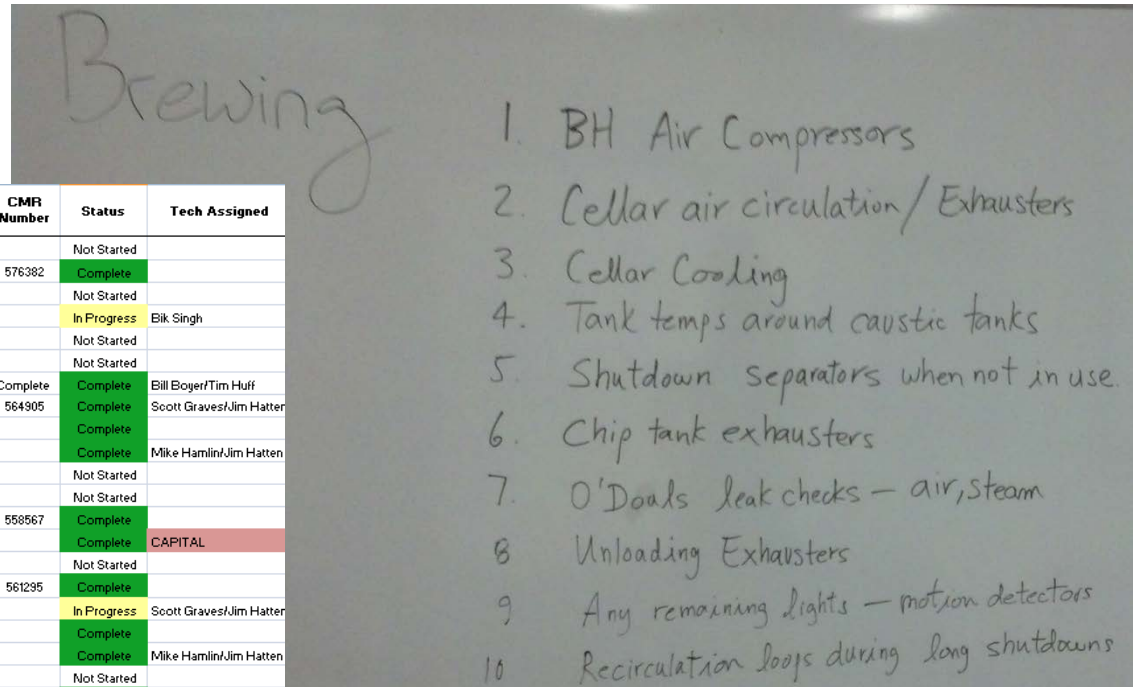 Brewing
1. BH Air Compressors
2. Cellar air circulation / Exhausters
3. Cellar Cooling
4. Tank temps around caustic tanks
5. Shutdown separators when not in use.
6. Chip tank exhausters
7. O'Douls leak checks – air, steam
8 Unloading Exhausters
9 Any remaining lights – motion detectors
10 Recirculation loops during long shutdowns
CMR Number Status Tech Assigned
Not Started
576382 Complete
Not Started
In Progress Bik Singh
Not Started
Not Started
Complete Complete Bill Boyer/Tim Huff
564905 Complete Scott Graves/Jim Hatten
Complete
Complete Mike Hamlin/Jim Hatten
Not Started
Not Started
558567 Complete
Complete CAPITAL
Not Started
561295 Complete
In Progress Scott Graves/Jim Hatten
Complete
Complete Mike Hamlin/Jim Hatten
Not Started